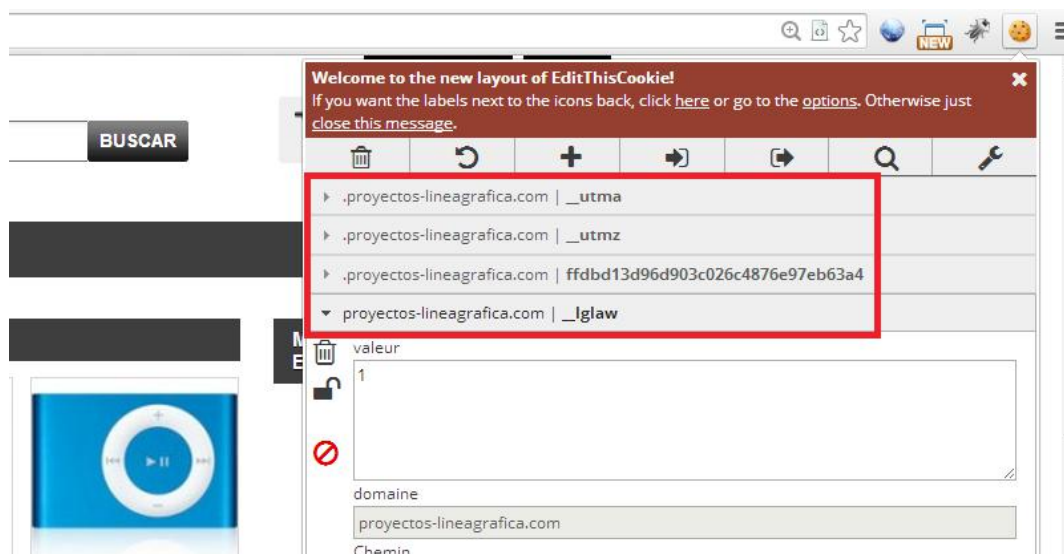 NEW
Welcome to the new layout of EditThisCookie!
If you want the labels next to the icons back, click here or go to the options. Otherwise just
close this message.
BUSCAR
.proyectos-lineagrafica.com | __utma
.proyectos-lineagrafica.com | __utmz
.proyectos-lineagrafica.com | ffdbd13d96d903c026c4876e97eb63a4
proyectos-lineagrafica.com | __lglaw
valeur
1
domaine
proyectos-lineagrafica.com
Chemin